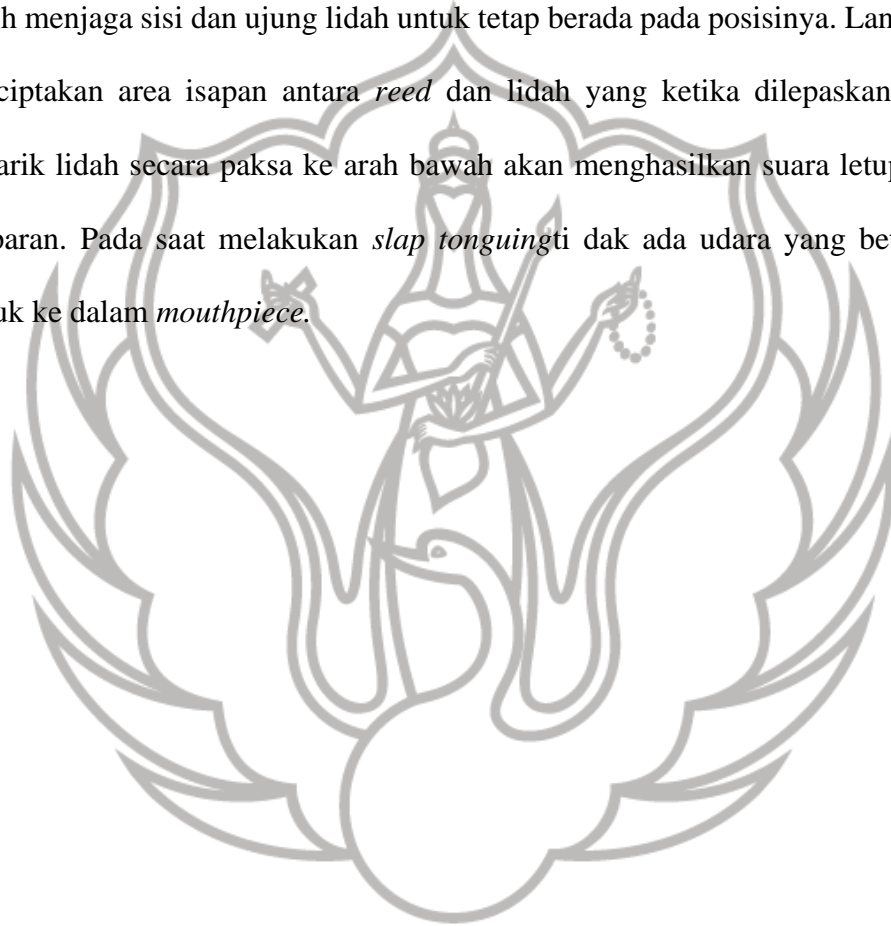 h menjaga sisi dan ujung lidah untuk tetap berada pada posisinya. Lan
ciptakan area isapan antara reed dan lidah yang ketika dilepaskan
arik lidah secara paksa ke arah bawah akan menghasilkan suara letu
paran. Pada saat melakukan slap tonguingti dak ada udara yang be
uk ke dalam mouthpiece.